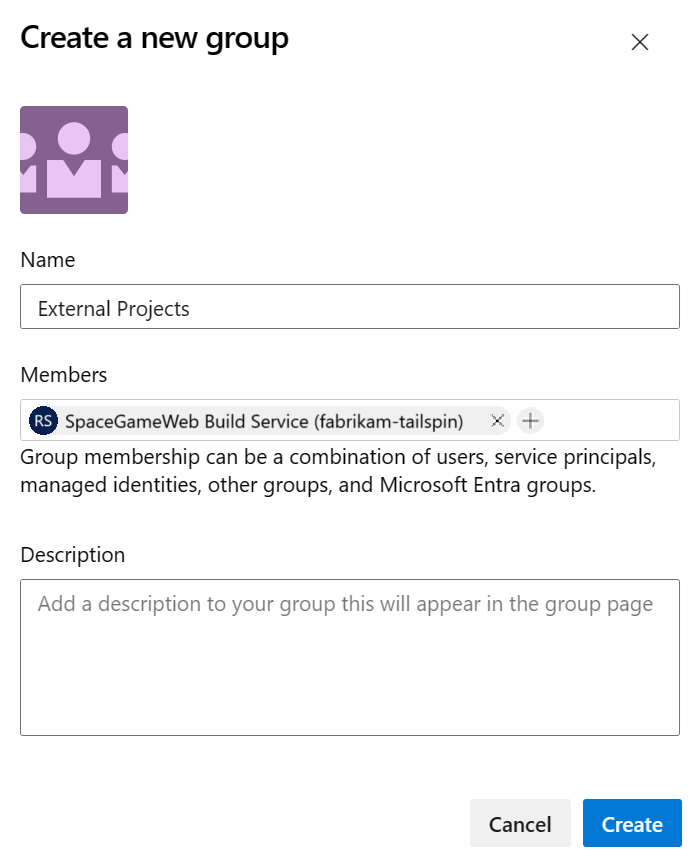 Create a new group
Name
External Projects
Members
RS SpaceGameWeb Build Service (fabrikam-tailspin)
Group membership can be a combination of users, service principals,
managed identities, other groups, and Microsoft Entra groups.
Description
Add a description to your group this will appear in the group page
Cancel Create